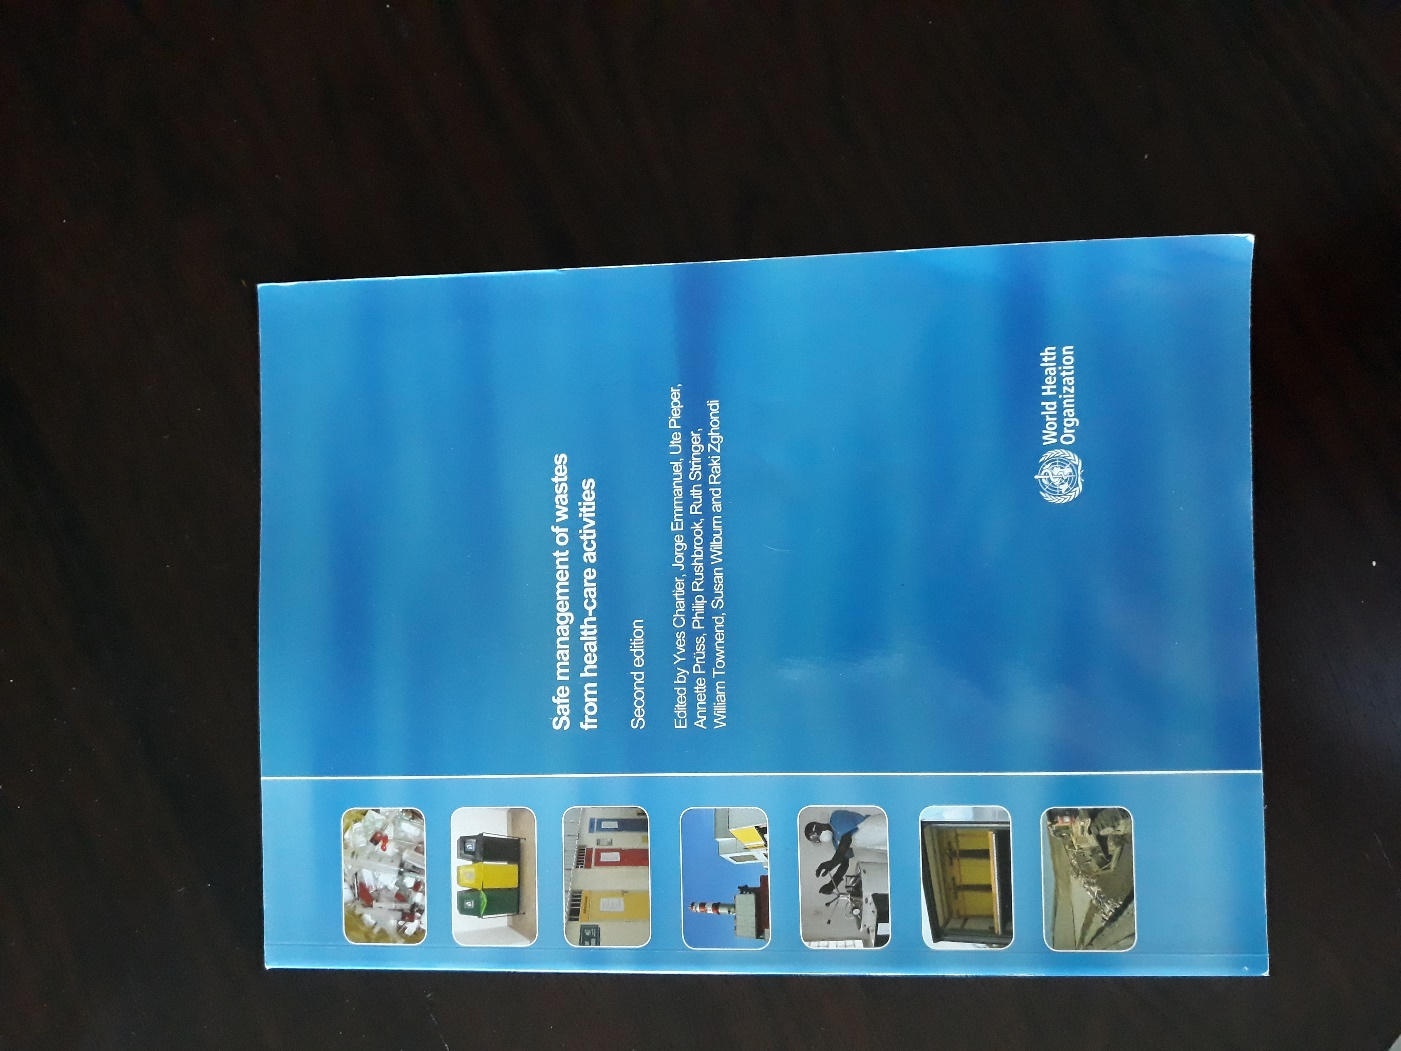 Safe management of wastes
from health-care activities
Second edition
Edited by Yves Chartier, Jorge Emmanuel, Ute Pieper,
Annette Prüss, Philip Rushbrook, Ruth Stringer,
William Townend, Susan Wilburn and Raki Zghondi
World Health
Organization